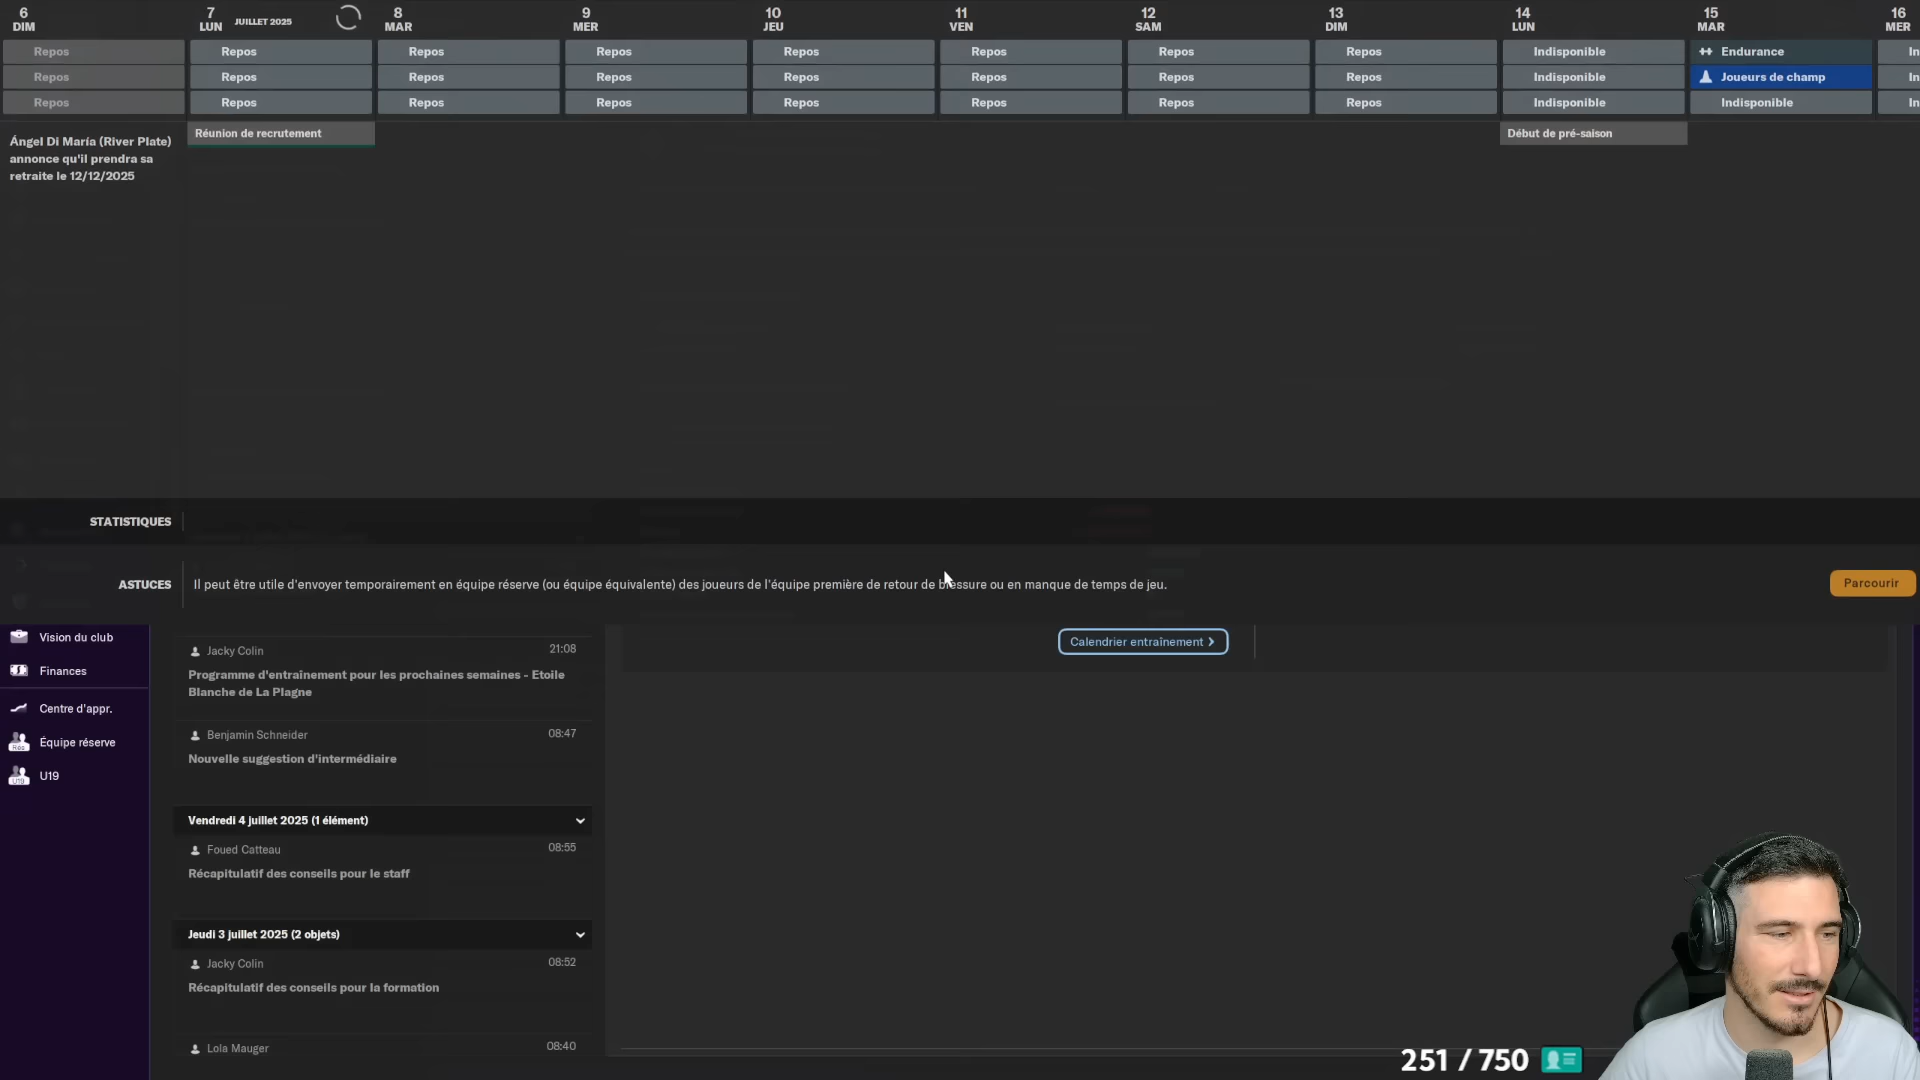 6
DIM
7
LUN
JUILLET 2025
8
MAR
9
MER
10
JEU
11
VEN
12
SAM
13
DIM
14
LUN
15
MAR
16
MER
Repos Repos Repos Repos Repos Repos Repos Repos Indisponible Endurance In
Repos Repos Repos Repos Repos Repos Repos Repos Indisponible Joueurs de champ In
Repos Repos Repos Repos Repos Repos Repos Repos Indisponible Indisponible In
Ángel Di María (River Plate)
annonce qu'il prendra sa
retraite le 12/12/2025
Réunion de recrutement
Début de pré-saison
STATISTIQUES
ASTUCES
Il peut être utile d'envoyer temporairement en équipe réserve (ou équipe équivalente) des joueurs de l'équipe première de retour de blessure ou en manque de temps de jeu.
Parcourir
Vision du club
Finances
Centre d'appr.
Équipe réserve
U19
Jacky Colin 21:08
Programme d'entraînement pour les prochaines semaines - Etoile
Blanche de La Plagne
Benjamin Schneider 08:47
Nouvelle suggestion d'intermédiaire
Vendredi 4 juillet 2025 (1 élément)
Foued Catteau 08:55
Récapitulatif des conseils pour le staff
Jeudi 3 juillet 2025 (2 objets)
Jacky Colin 08:52
Récapitulatif des conseils pour la formation
Lola Mauger 08:40
Calendrier entraînement
251 / 750